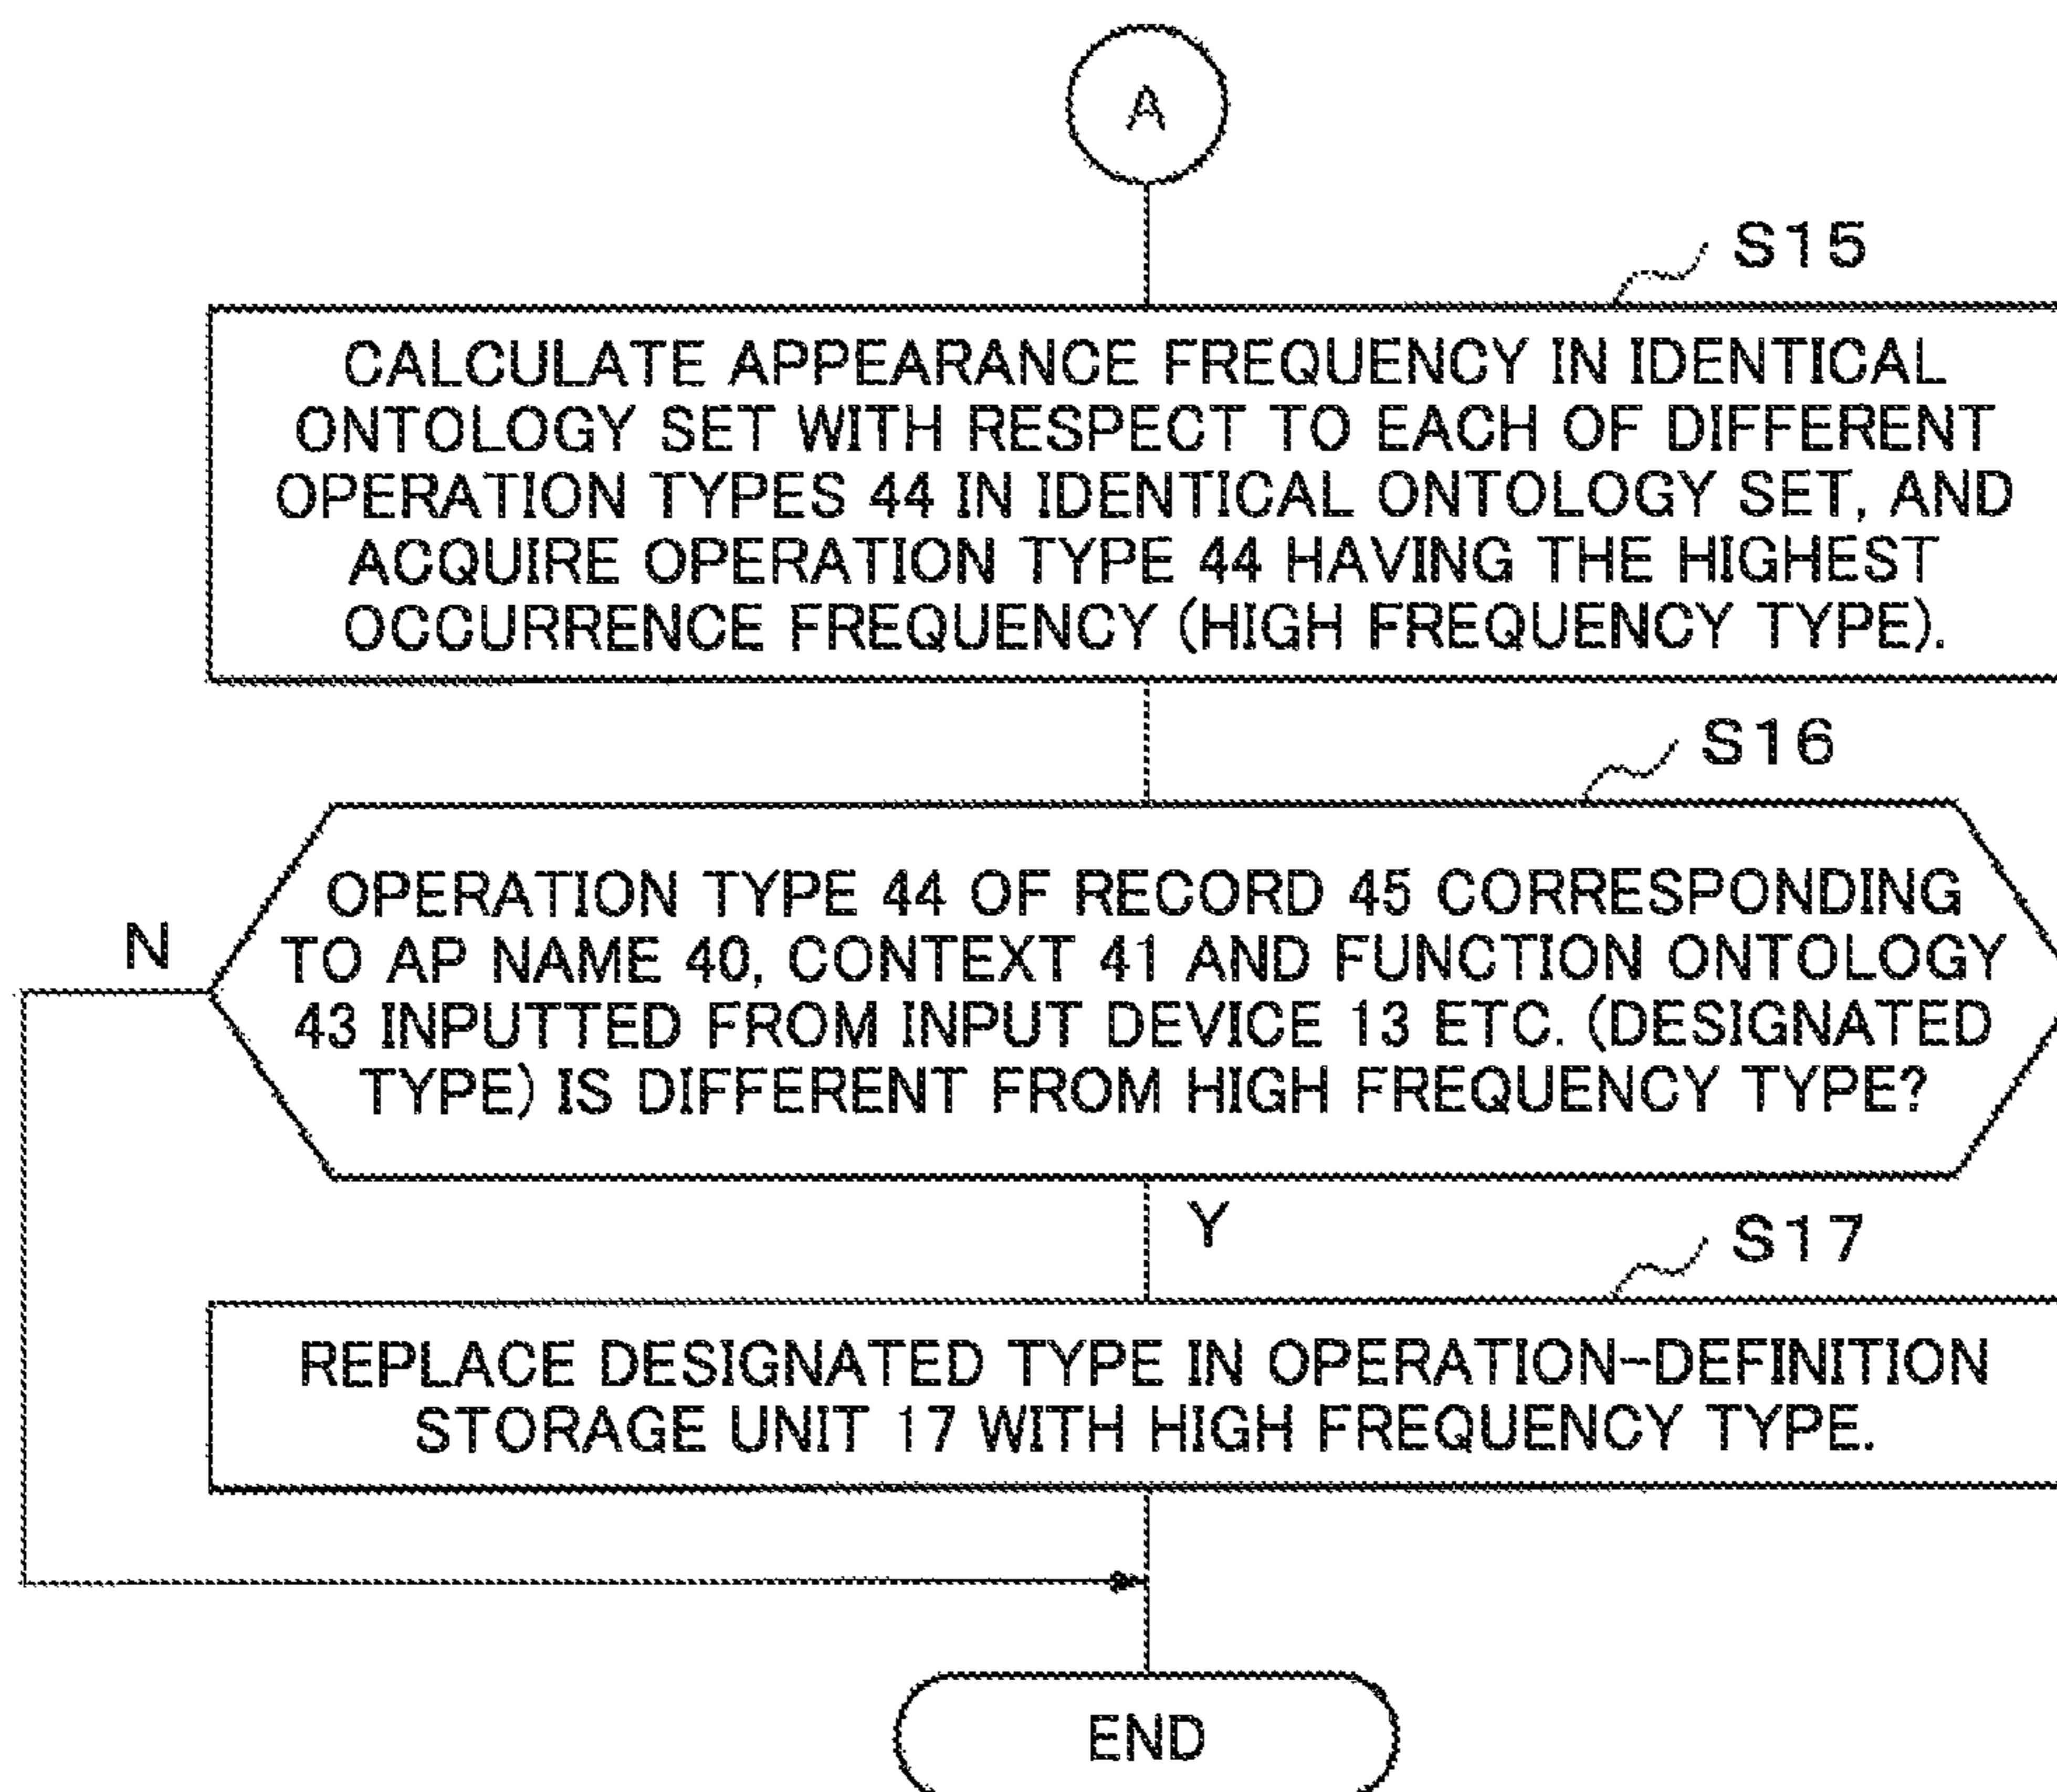 A
S15
CALCULATE APPEARANCE FREQUENCY IN IDENTICAL
ONTOLOGY SET WITH RESPECT TO EACH OF DIFFERENT
OPERATION TYPES 44 IN IDENTICAL ONTOLOGY SET, AND
ACQUIRE OPERATION TYPE 44 HAVING THE HIGHEST
OCCURRENCE FREQUENCY (HIGH FREQUENCY TYPE).
S16
OPERATION TYPE 44 OF RECORD 45 CORRESPONDING
TO AP NAME 40, CONTEXT 41 AND FUNCTION ONTOLOGY
43 INPUTTED FROM INPUT DEVICE 13 ETC. (DESIGNATED
TYPE) IS DIFFERENT FROM HIGH FREQUENCY TYPE?
N
Y
S17
REPLACE DESIGNATED TYPE IN OPERATION-DEFINITION
STORAGE UNIT 17 WITH HIGH FREQUENCY TYPE.
END